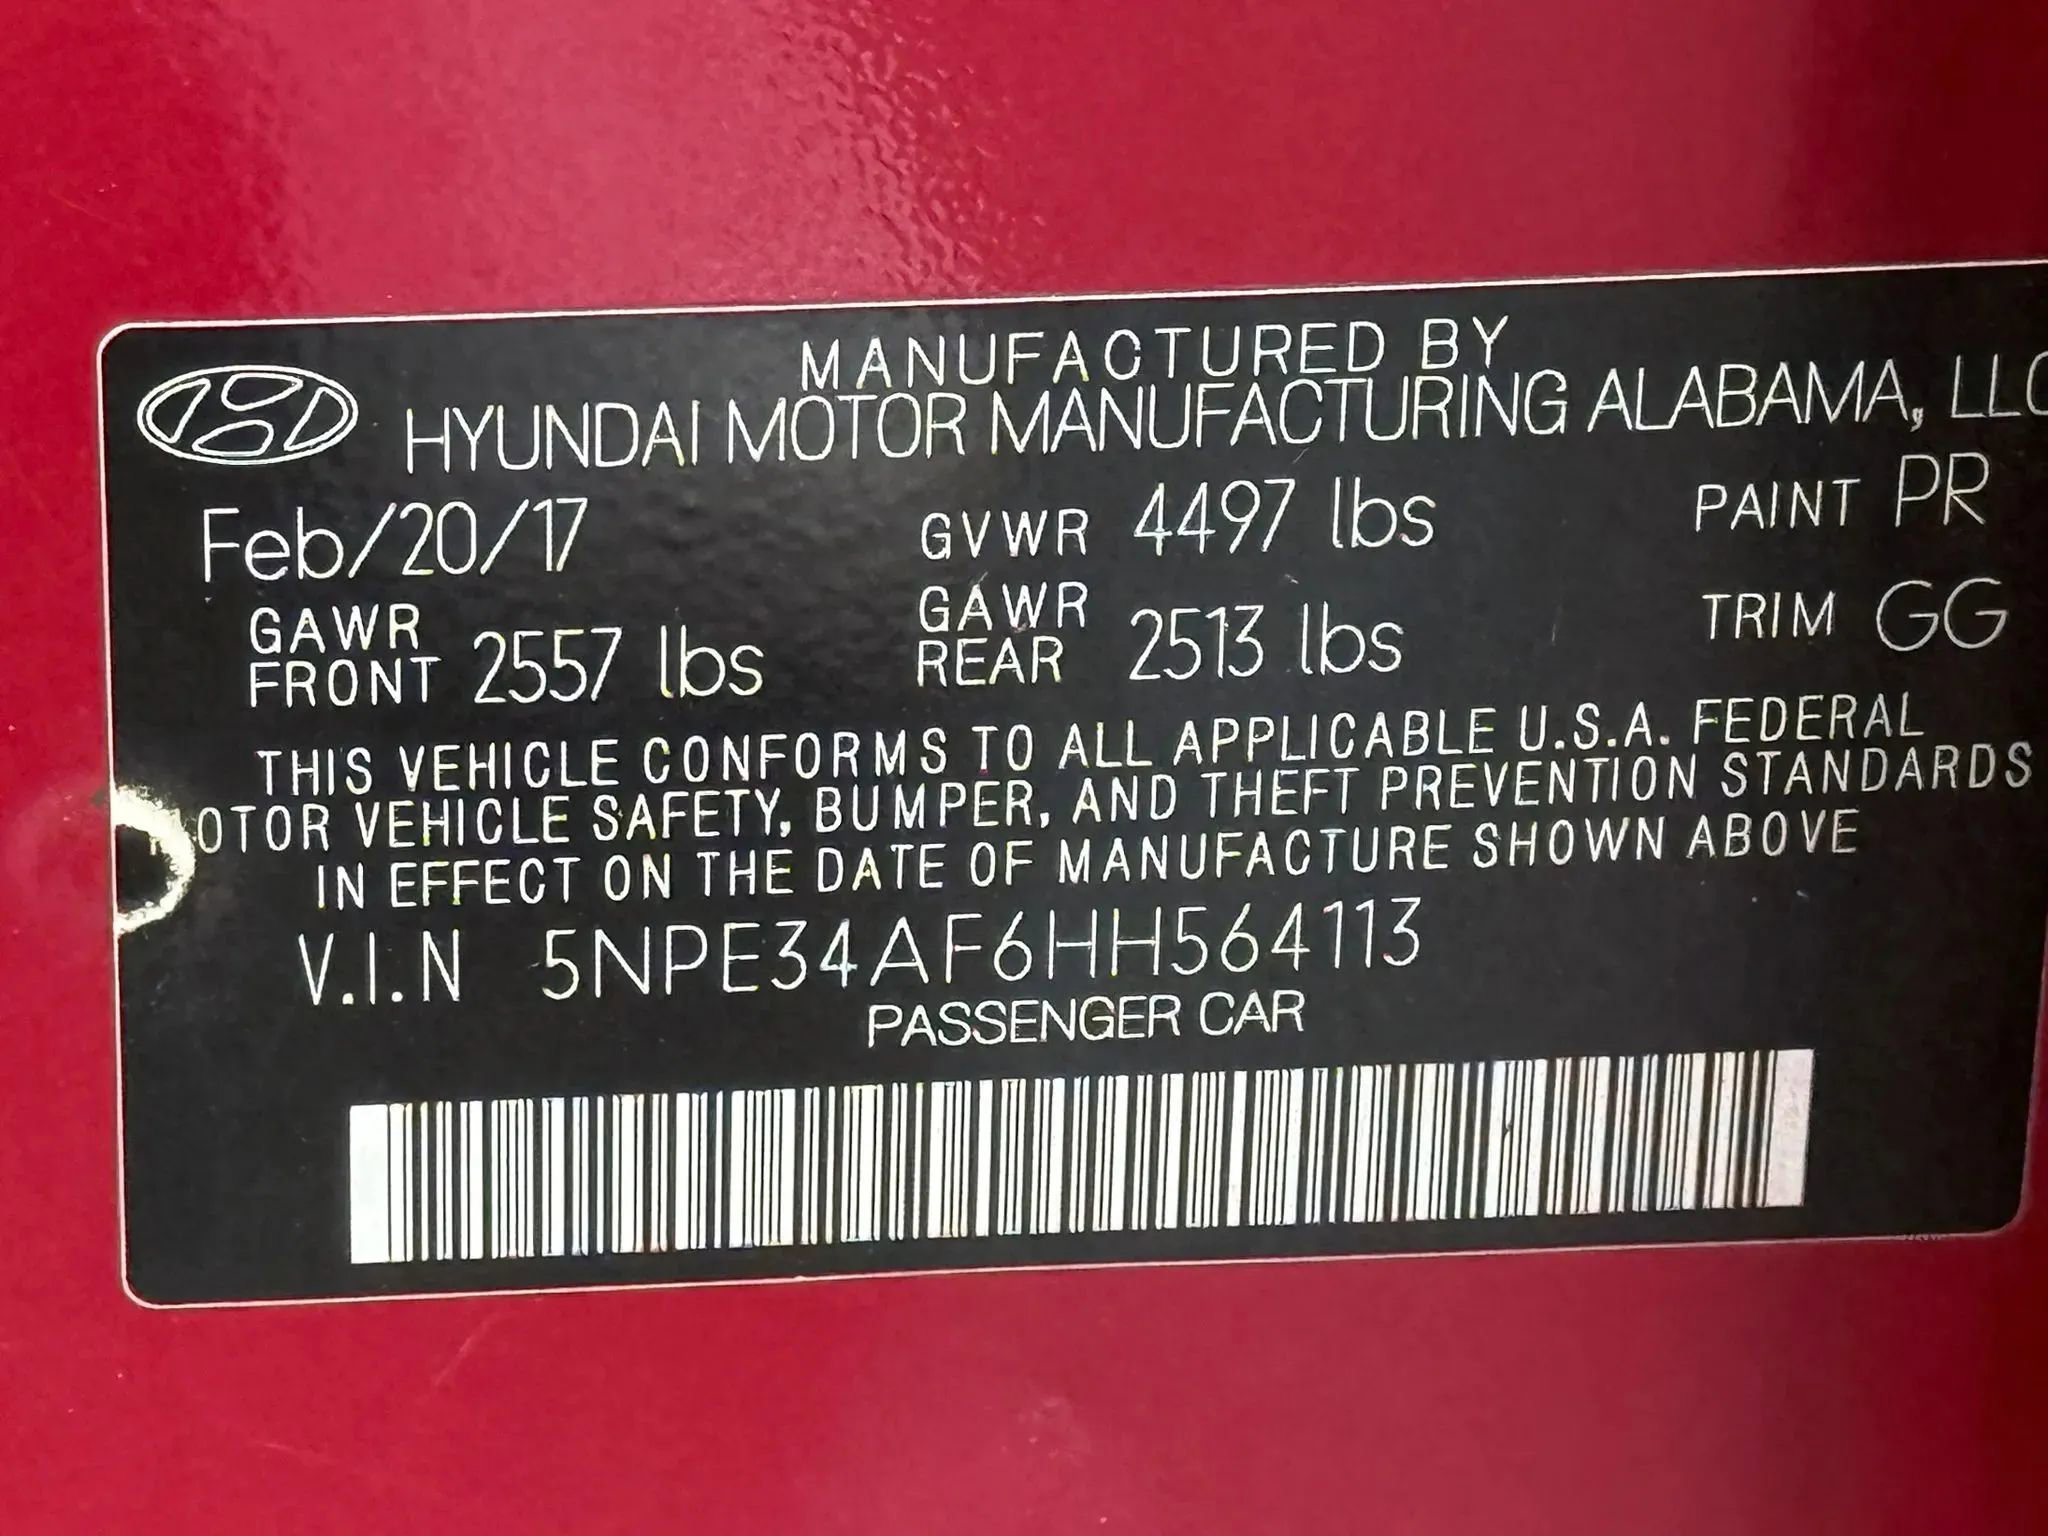 MANUFACTURED BY
HYUNDAI MOTOR MANUFACTURING ALABAMA, LLC
Feb/20/17 GVWR 4497 lbs PAINT PR
GAWR FRONT 2557 lbs GAWR REAR 2513 lbs TRIM GG
THIS VEHICLE CONFORMS TO ALL APPLICABLE U.S.A. FEDERAL
MOTOR VEHICLE SAFETY, BUMPER, AND THEFT PREVENTION STANDARDS
IN EFFECT ON THE DATE OF MANUFACTURE SHOWN ABOVE
V.I.N 5NPE34AF6HH564113
PASSENGER CAR